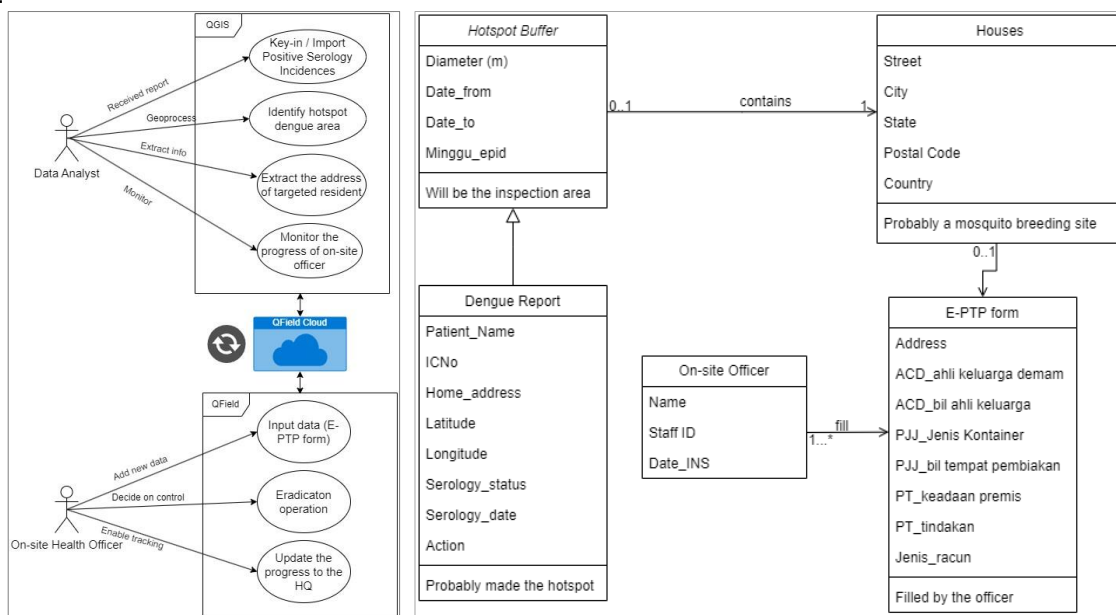 QGIS
Key-in / Import
Positive Serology
Incidences
Received report
Geoprocess
Identify hotspot
dengue area
Extract info
Data Analyst
Extract the address
of targeted resident
Monitor
Monitor the
progress of on-site
officer
QField Cloud
QField
Input data (E-
PTP form)
Add new data
Decide on control
Eradicaton
operation
Enable tracking
On-site Health Officer
Update the
progress to the
HQ
Hotspot Buffer
Diameter (m)
Date_from
Date_to
Minggu_epid
Will be the inspection area
0..1
contains
1
Houses
Street
City
State
Postal Code
Country
Probably a mosquito breeding site
0..1
Dengue Report
Patient_Name
ICNo
Home_address
Latitude
Longitude
Serology_status
Serology_date
Action
Probably made the hotspot
On-site Officer
Name
Staff ID
Date_INS
fill
1...*
E-PTP form
Address
ACD_ahli keluarga demam
ACD_bil ahli keluarga
PJJ_Jenis Kontainer
PJJ_bil tempat pembiakan
PT_keadaan premis
PT_tindakan
Jenis_racun
Filled by the officer